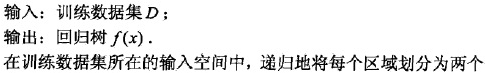 输入：训练数据集D；
输出：回归树f(x)．
在训练数据集所在的输入空间中，递归地将每个区域划分为两个